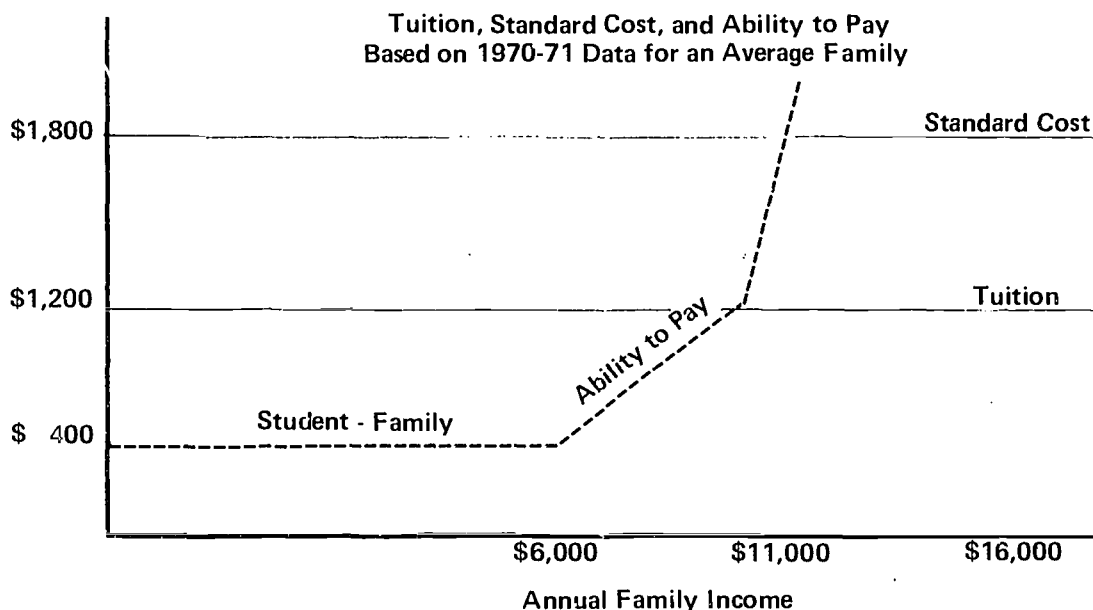 Tuition, Standard Cost, and Ability to Pay
Based on 1970-71 Data for an Average Family
$1,800
Standard Cost
$1,200
Tuition
Ability to Pay
Student - Family
$ 400
$6,000 $11,000 $16,000
Annual Family Income